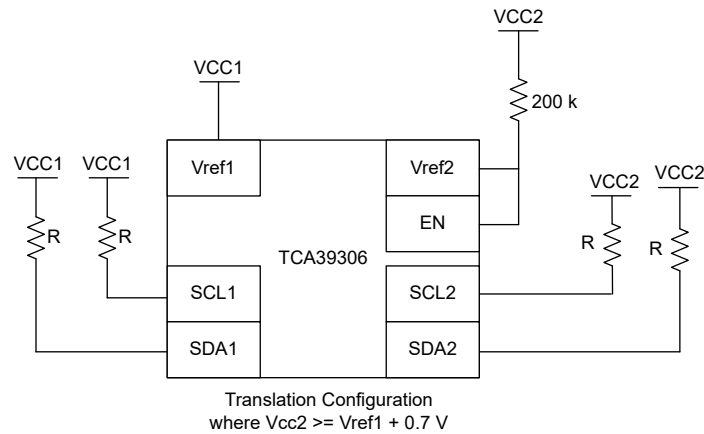 VCC2
VCC1
200 k
VCC1 VCC1
Vref1
Vref2
VCC2
VCC2
EN
R
R
TCA39306
R
R
SCL1
SCL2
SDA1
SDA2
Translation Configuration
where Vcc2 >= Vref1 + 0.7 V